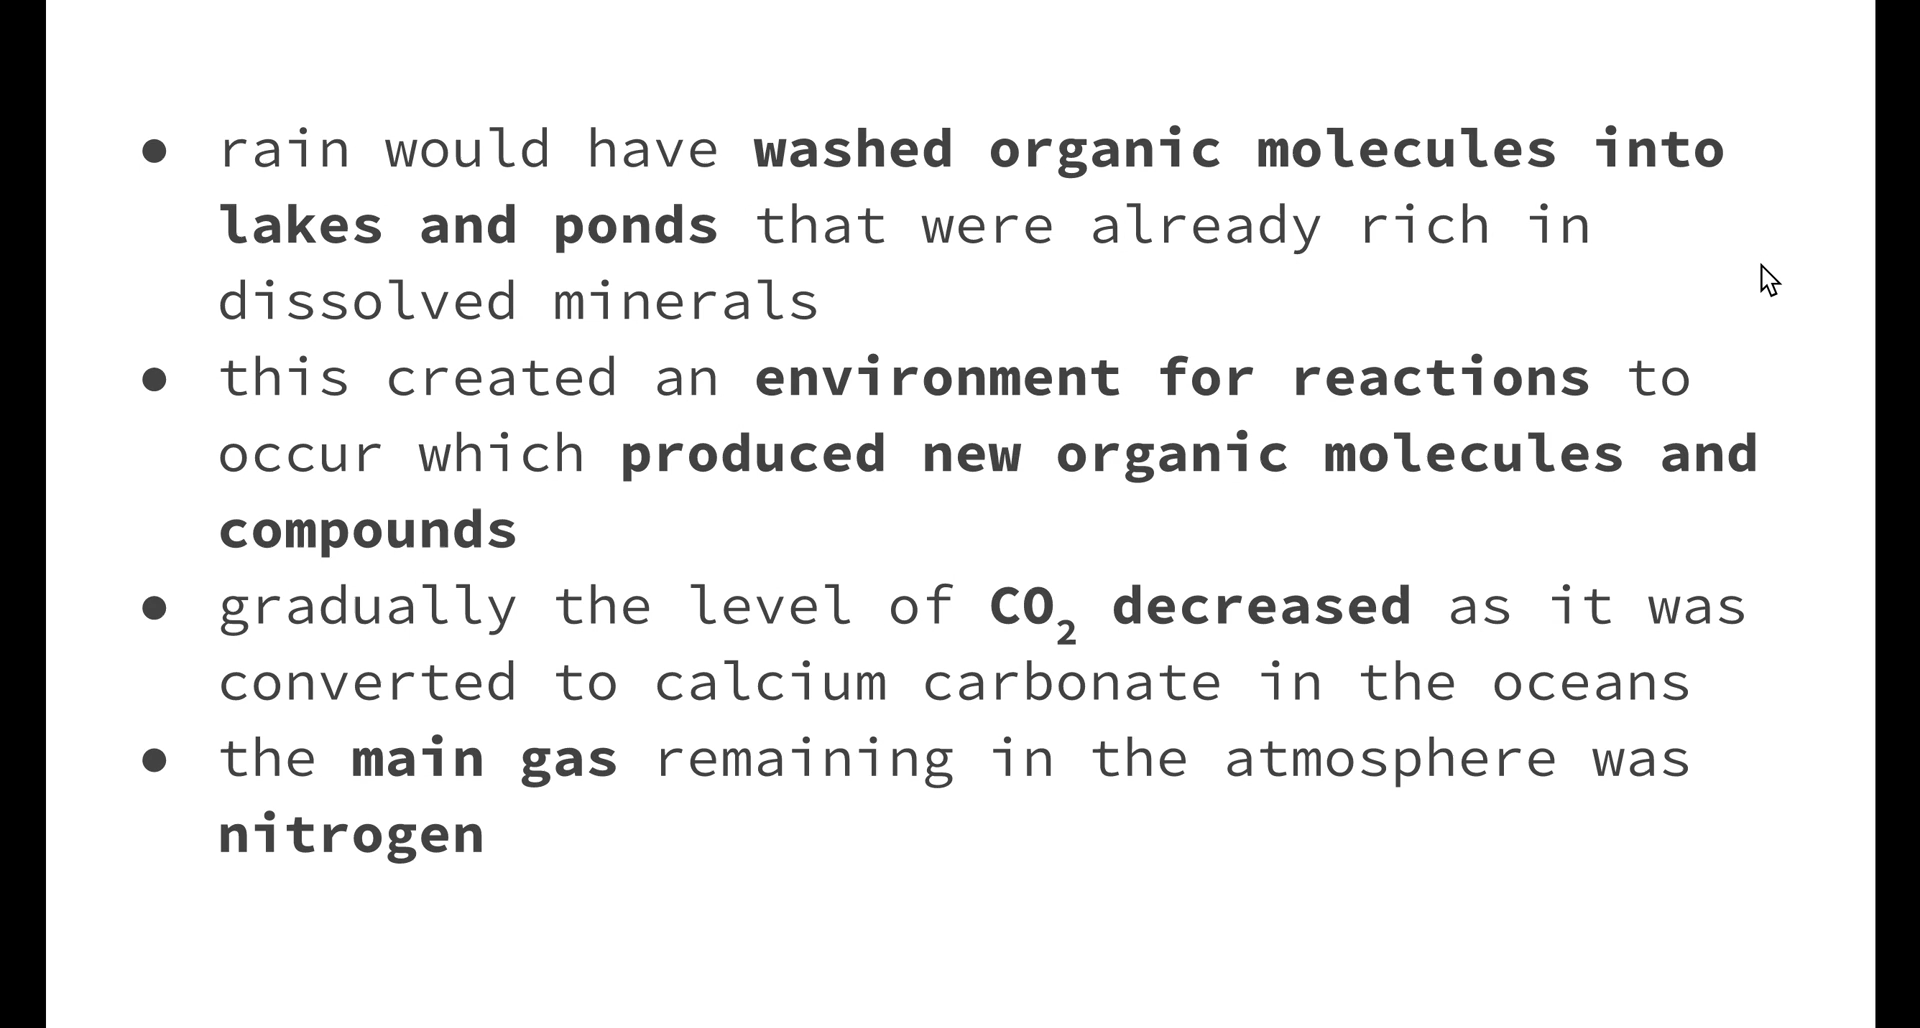 ● rain would have washed organic molecules into
lakes and ponds that were already rich in
dissolved minerals
● this created an environment for reactions to
occur which produced new organic molecules and
compounds
● gradually the level of CO₂ decreased as it was
converted to calcium carbonate in the oceans
● the main gas remaining in the atmosphere was
nitrogen